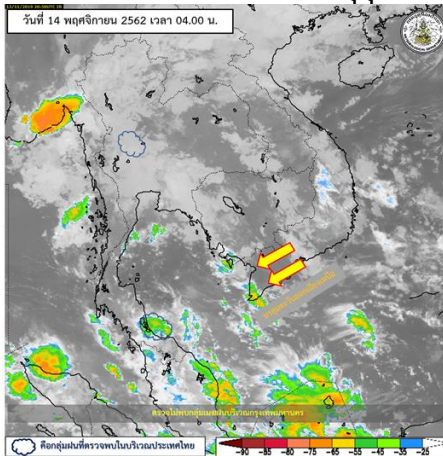 วันที่ 14 พฤศจิกายน 2562 เวลา 04.00 น.
ตรวจไม่พบกลุ่มเมฆฝนบริเวณกรุงเทพมหานคร
คือกลุ่มฝนที่ตรวจพบในบริเวณประเทศไทย
-90 -85 -80 -75 -65 -55 -45 -35 -25